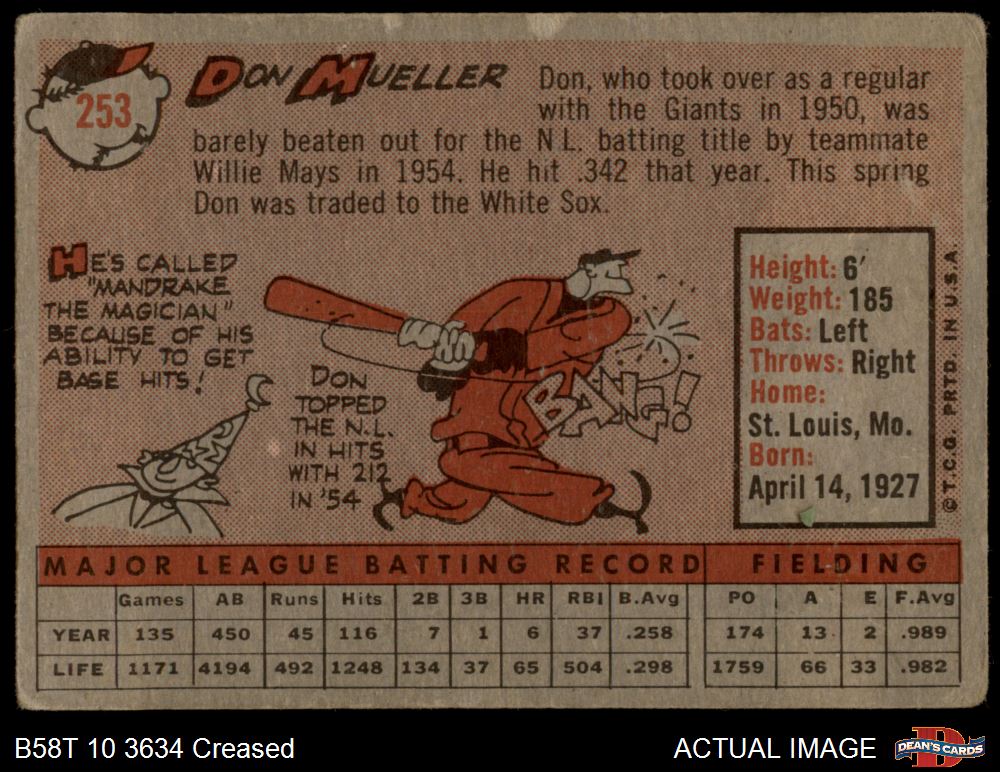 253
DON MUELLER
Don, who took over as a regular
with the Giants in 1950, was
barely beaten out for the N.L. batting title by teammate
Willie Mays in 1954. He hit .342 that year. This spring
Don was traded to the White Sox.
HE'S CALLED
"MANDRAKE
THE MAGICIAN"
BECAUSE OF HIS
ABILITY TO GET
BASE HITS!
DON
TOPPED
THE N.L.
IN HITS
WITH 212
IN '54
BANG!
Height: 6'
Weight: 185
Bats: Left
Throws: Right
Home:
St. Louis, Mo.
Born:
April 14, 1927
©T.C.G. PRTD. IN U.S.A.
MAJOR LEAGUE BATTING RECORD FIELDING
Games AB Runs Hits 2B 3B HR RBI B.Avg PO A E F.Avg
YEAR 135 450 45 116 7 1 6 37 .258 174 13 2 .989
LIFE 1171 4194 492 1248 134 37 65 504 .298 1759 66 33 .982
B58T 10 3634 Creased ACTUAL IMAGE DEAN'S CARDS